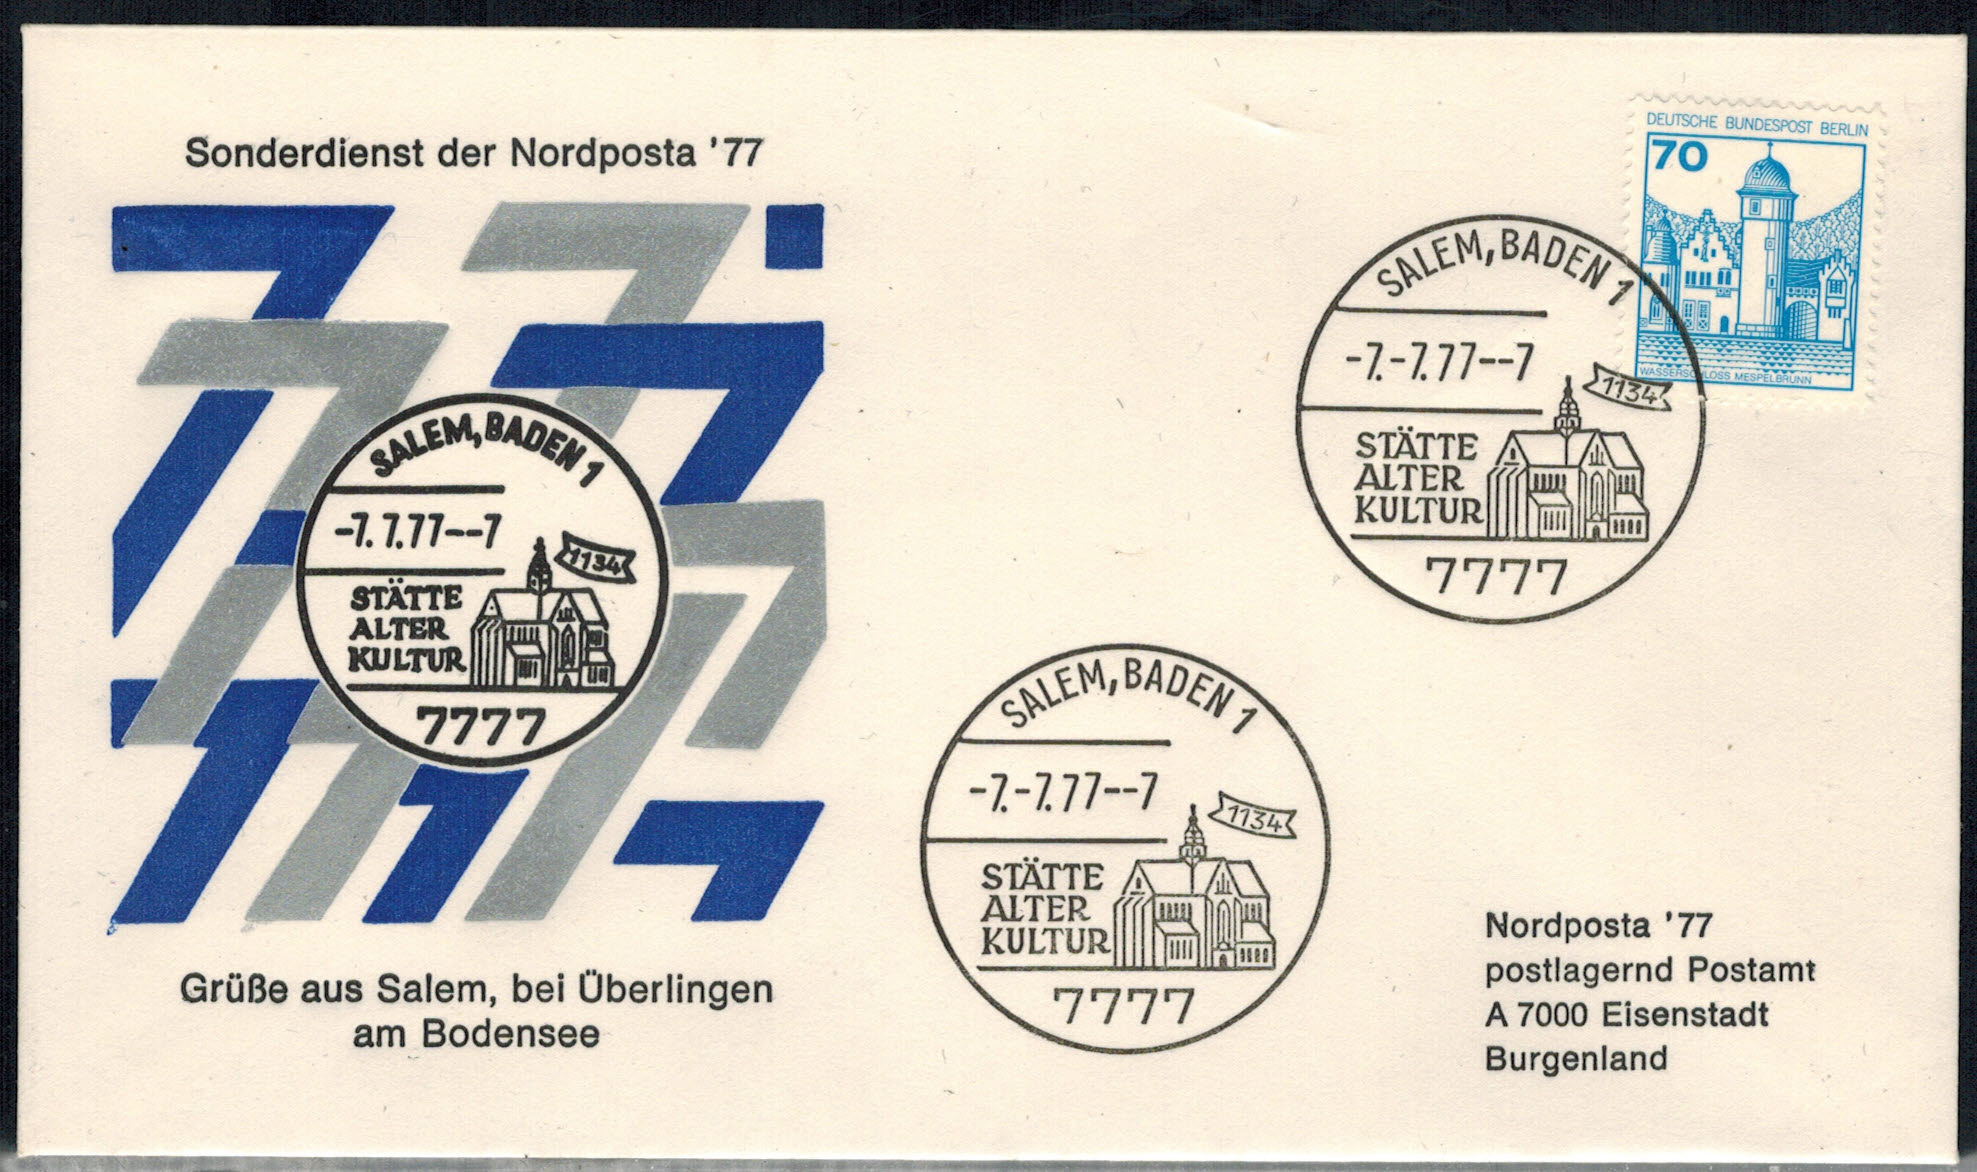 Sonderdienst der Nordposta '77
SALEM, BADEN 1
-7. 7.77--7
1134
STÄTTE
ALTER
KULTUR
7777
Grüße aus Salem, bei Überlingen
am Bodensee
DEUTSCHE BUNDESPOST BERLIN
70
WASSERSCHLOSS MESPELBRUNN
SALEM, BADEN 1
-7.-7.77--7
1134
STÄTTE
ALTER
KULTUR
7777
SALEM, BADEN 1
-7.-7.77--7
1134
STÄTTE
ALTER
KULTUR
7777
Nordposta '77
postlagernd Postamt
A 7000 Eisenstadt
Burgenland